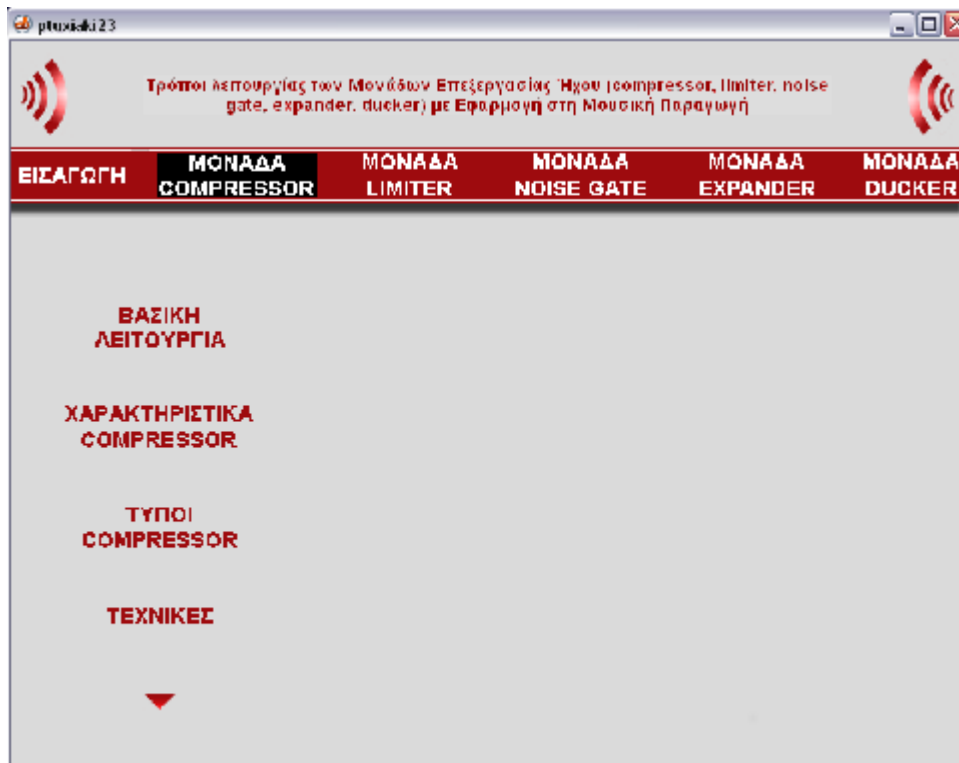 ptuxiaki23
Τρόποι λειτουργίας των Μονάδων Επεξεργασίας Ήχου (compressor, limiter, noise
gate, expander, ducker) με Εφαρμογή στη Μουσική Παραγωγή
ΕΙΣΑΓΩΓΗ
ΜΟΝΑΔΑ
COMPRESSOR
ΜΟΝΑΔΑ
LIMITER
ΜΟΝΑΔΑ
NOISE GATE
ΜΟΝΑΔΑ
EXPANDER
ΜΟΝΑΔΑ
DUCKER
ΒΑΣΙΚΗ
ΛΕΙΤΟΥΡΓΙΑ
ΧΑΡΑΚΤΗΡΙΣΤΙΚΑ
COMPRESSOR
ΤΥΠΟΙ
COMPRESSOR
ΤΕΧΝΙΚΕΣ